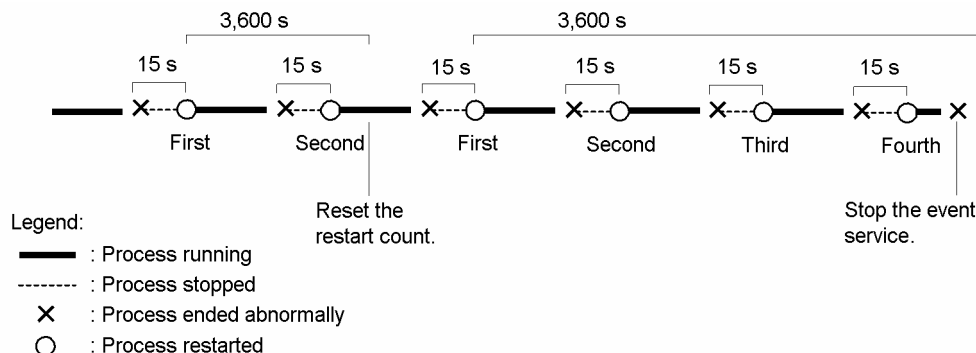 3,600 s
3,600 s
15 s
15 s
15 s
15 s
15 s
15 s
First
Second
First
Second
Third
Fourth
Reset the
restart count.
Stop the event
service.
Legend:
: Process running
: Process stopped
: Process ended abnormally
: Process restarted